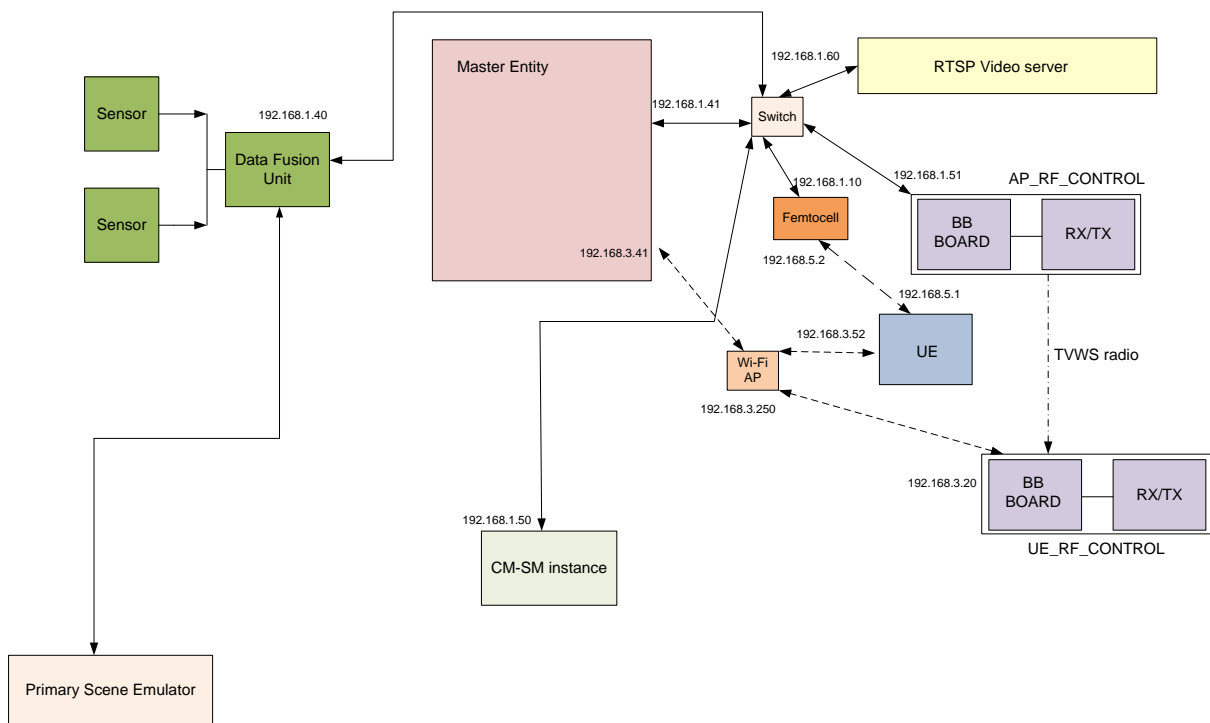 192.168.1.60
RTSP Video server
Master Entity
Sensor
192.168.1.40
192.168.1.41
Switch
Data Fusion
Unit
192.168.1.10
192.168.1.51
AP_RF_CONTROL
Sensor
Femtocell
BB
BOARD
RX/TX
192.168.3.41
192.168.5.2
192.168.5.1
192.168.3.52
UE
Wi-Fi
AP
TVWS radio
192.168.3.250
192.168.3.20
BB
BOARD
RX/TX
192.168.1.50
UE_RF_CONTROL
CM-SM instance
Primary Scene Emulator